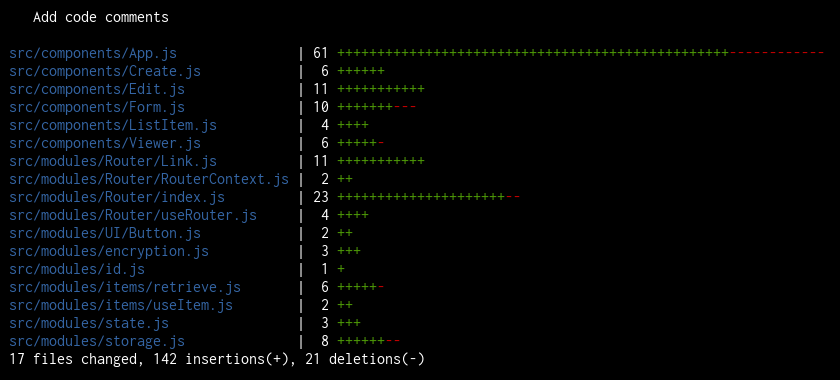 Add code comments
src/components/App.js | 61 +++++++++++++++++++++++++++++++++++++++++++++++++------------
src/components/Create.js | 6 ++++++
src/components/Edit.js | 11 +++++++++++
src/components/Form.js | 10 +++++++---
src/components/ListItem.js | 4 ++++
src/components/Viewer.js | 6 +++++-
src/modules/Router/Link.js | 11 +++++++++++
src/modules/Router/RouterContext.js | 2 ++
src/modules/Router/index.js | 23 +++++++++++++++++++++--
src/modules/Router/useRouter.js | 4 ++++
src/modules/UI/Button.js | 2 ++
src/modules/encryption.js | 3 +++
src/modules/id.js | 1 +
src/modules/items/retrieve.js | 6 +++++-
src/modules/items/useItem.js | 2 ++
src/modules/state.js | 3 +++
src/modules/storage.js | 8 ++++++--
17 files changed, 142 insertions(+), 21 deletions(-)